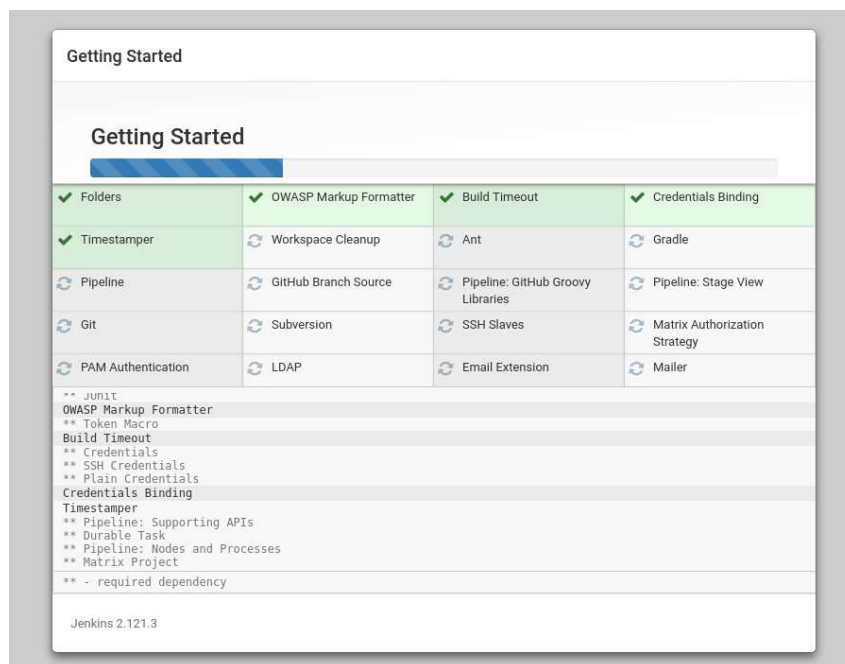 Getting Started
Getting Started
Folders
OWASP Markup Formatter
Build Timeout
Credentials Binding
Timestamper
Workspace Cleanup
Ant
Gradle
Pipeline
GitHub Branch Source
Pipeline: GitHub Groovy
Libraries
Pipeline: Stage View
Git
Subversion
SSH Slaves
Matrix Authorization
Strategy
PAM Authentication
LDAP
Email Extension
Mailer
** JUnit
OWASP Markup Formatter
** Token Macro
Build Timeout
** Credentials
** SSH Credentials
** Plain Credentials
Credentials Binding
Timestamper
** Pipeline: Supporting APIs
** Durable Task
** Pipeline: Nodes and Processes
** Matrix Project
** - required dependency
Jenkins 2.121.3